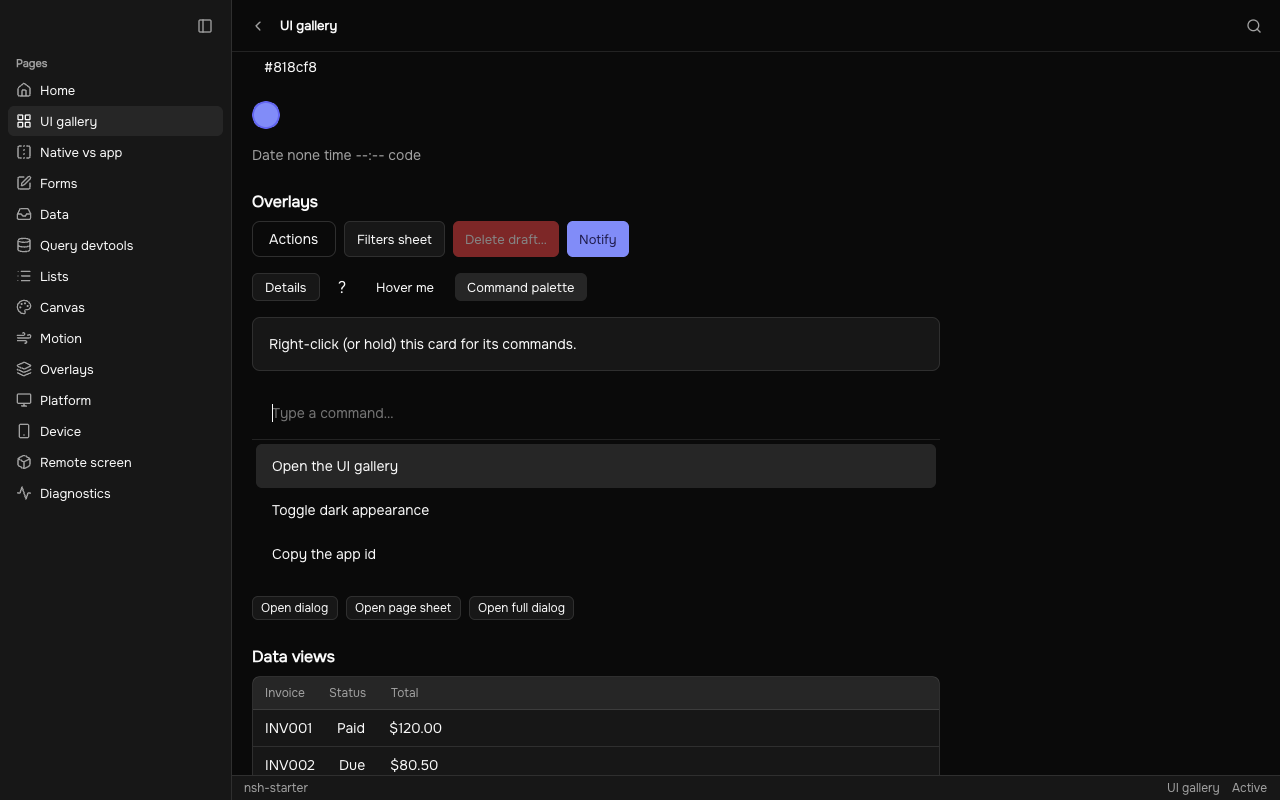 UI gallery
Pages
Home
UI gallery
Native vs app
Forms
Data
Query devtools
Lists
Canvas
Motion
Overlays
Platform
Device
Remote screen
Diagnostics
#818cf8
Date none time --:-- code
Overlays
Actions Filters sheet Delete draft... Notify
Details ? Hover me Command palette
Right-click (or hold) this card for its commands.
Type a command...
Open the UI gallery
Toggle dark appearance
Copy the app id
Open dialog Open page sheet Open full dialog
Data views
Invoice Status Total
INV001 Paid $120.00
INV002 Due $80.50
nsh-starter UI gallery Active